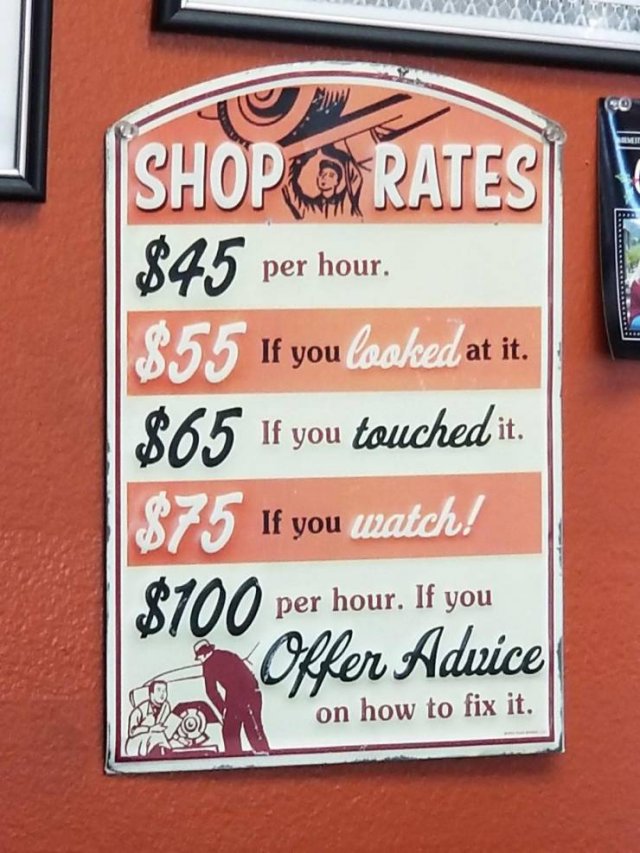 SHOP RATES
$45 per hour.
$55 If you looked at it.
$65 If you touched it.
$75 If you watch!
$100 per hour. If you
Offer Advice
on how to fix it.